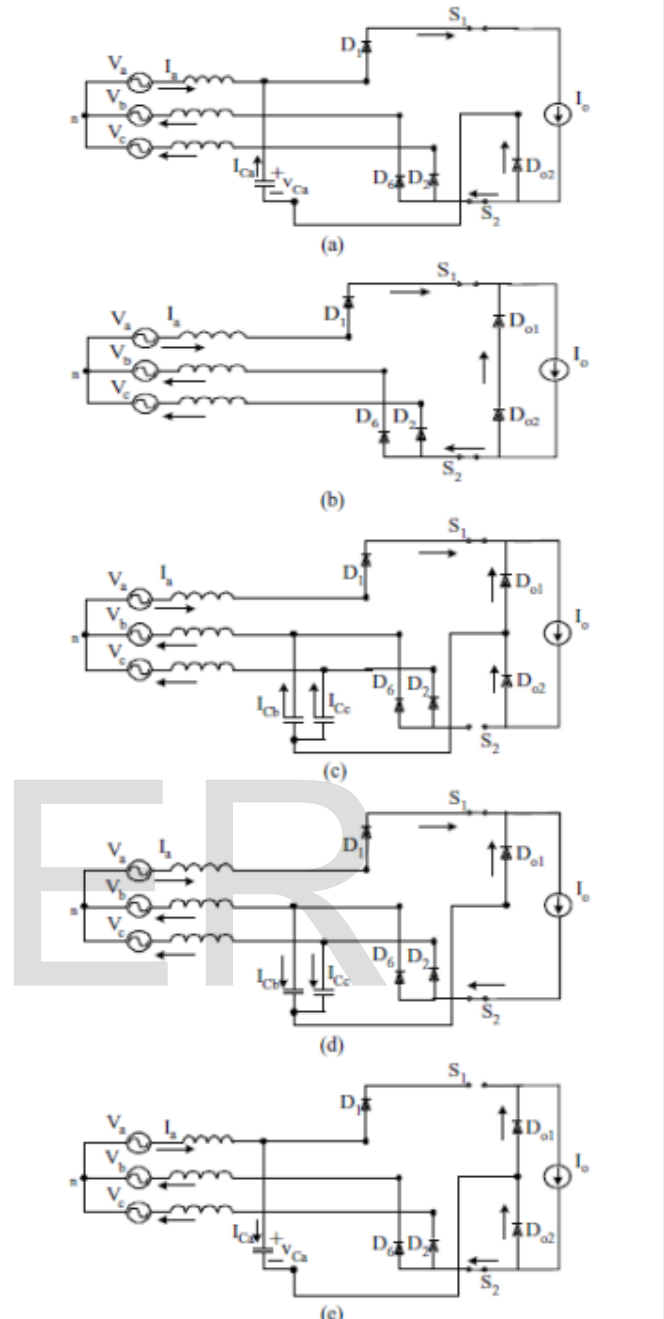 S1
D1
Va Ia
Vb
n Io
Vc
ICa + vCa −
D6 D2 Do2
S2
(a)
S1
D1
Va Ia
Do1
Vb
n Io
Vc
D6 D2 Do2
S2
(b)
S1
D1
Va Ia
Do1
Vb
n Io
Vc
ICb ICc
D6 D2 Do2
S2
(c)
ER
S1
D1
Va Ia
Do1
Vb
n Io
Vc
ICb ICc
D6 D2
S2
(d)
S1
D1
Va Ia
Do1
Vb
n Io
Vc
ICa + vCa −
D6 D2 Do2
S2
(e)